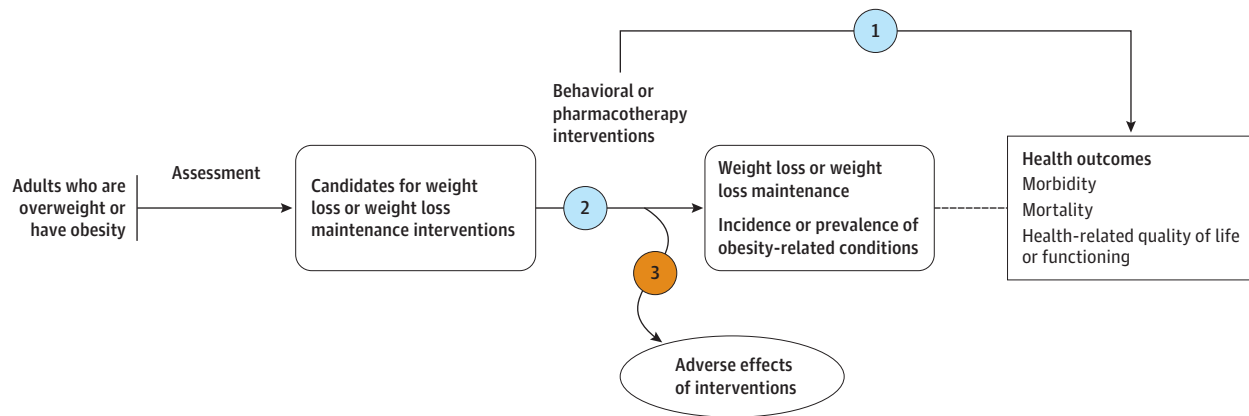 1
Behavioral or
pharmacotherapy
interventions
Adults who are
overweight or
have obesity
Assessment
Candidates for weight
loss or weight loss
maintenance interventions
2
3
Weight loss or weight
loss maintenance
Incidence or prevalence of
obesity-related conditions
Health outcomes
Morbidity
Mortality
Health-related quality of life
or functioning
Adverse effects
of interventions